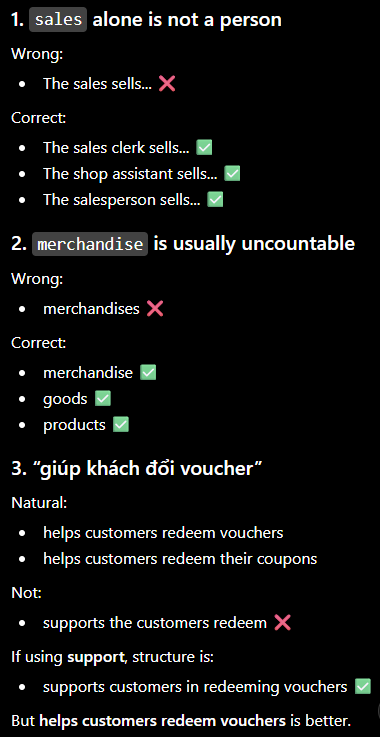 1. sales alone is not a person
Wrong:
• The sales sells... ❌
Correct:
• The sales clerk sells... ✅
• The shop assistant sells... ✅
• The salesperson sells... ✅
2. merchandise is usually uncountable
Wrong:
• merchandises ❌
Correct:
• merchandise ✅
• goods ✅
• products ✅
3. “giúp khách đổi voucher”
Natural:
• helps customers redeem vouchers
• helps customers redeem their coupons
Not:
• supports the customers redeem ❌
If using support, structure is:
• supports customers in redeeming vouchers ✅
But helps customers redeem vouchers is better.